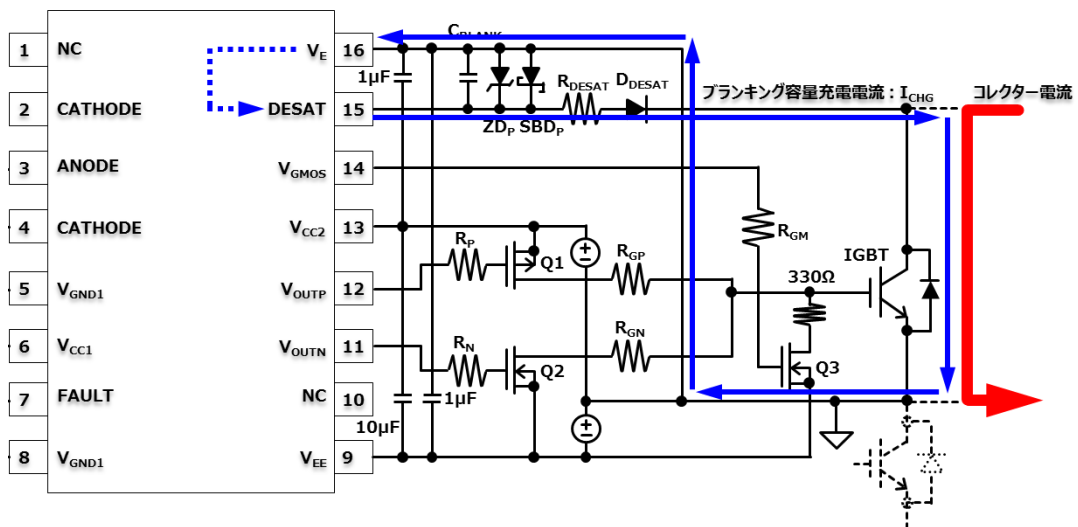 1 NC
2 CATHODE
3 ANODE
4 CATHODE
5 VGND1
6 VCC1
7 FAULT
8 VGND1
VE 16
DESAT 15
VGMOS 14
VCC2 13
VOUTP 12
VOUTN 11
NC 10
VEE 9
CBLANK
1μF
RDESAT DDESAT
ZDP SBDP
ブランキング容量充電電流：ICHG
コレクター電流
RGM
RP
Q1
RGP
IGBT
330Ω
RN
Q2
RGN
Q3
1μF
10μF